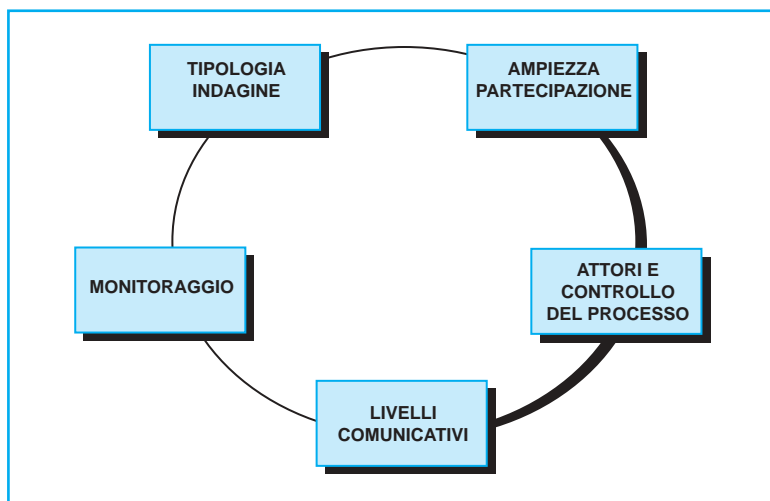 TIPOLOGIA
INDAGINE
AMPIEZZA
PARTECIPAZIONE
MONITORAGGIO
ATTORI E
CONTROLLO
DEL PROCESSO
LIVELLI
COMUNICATIVI